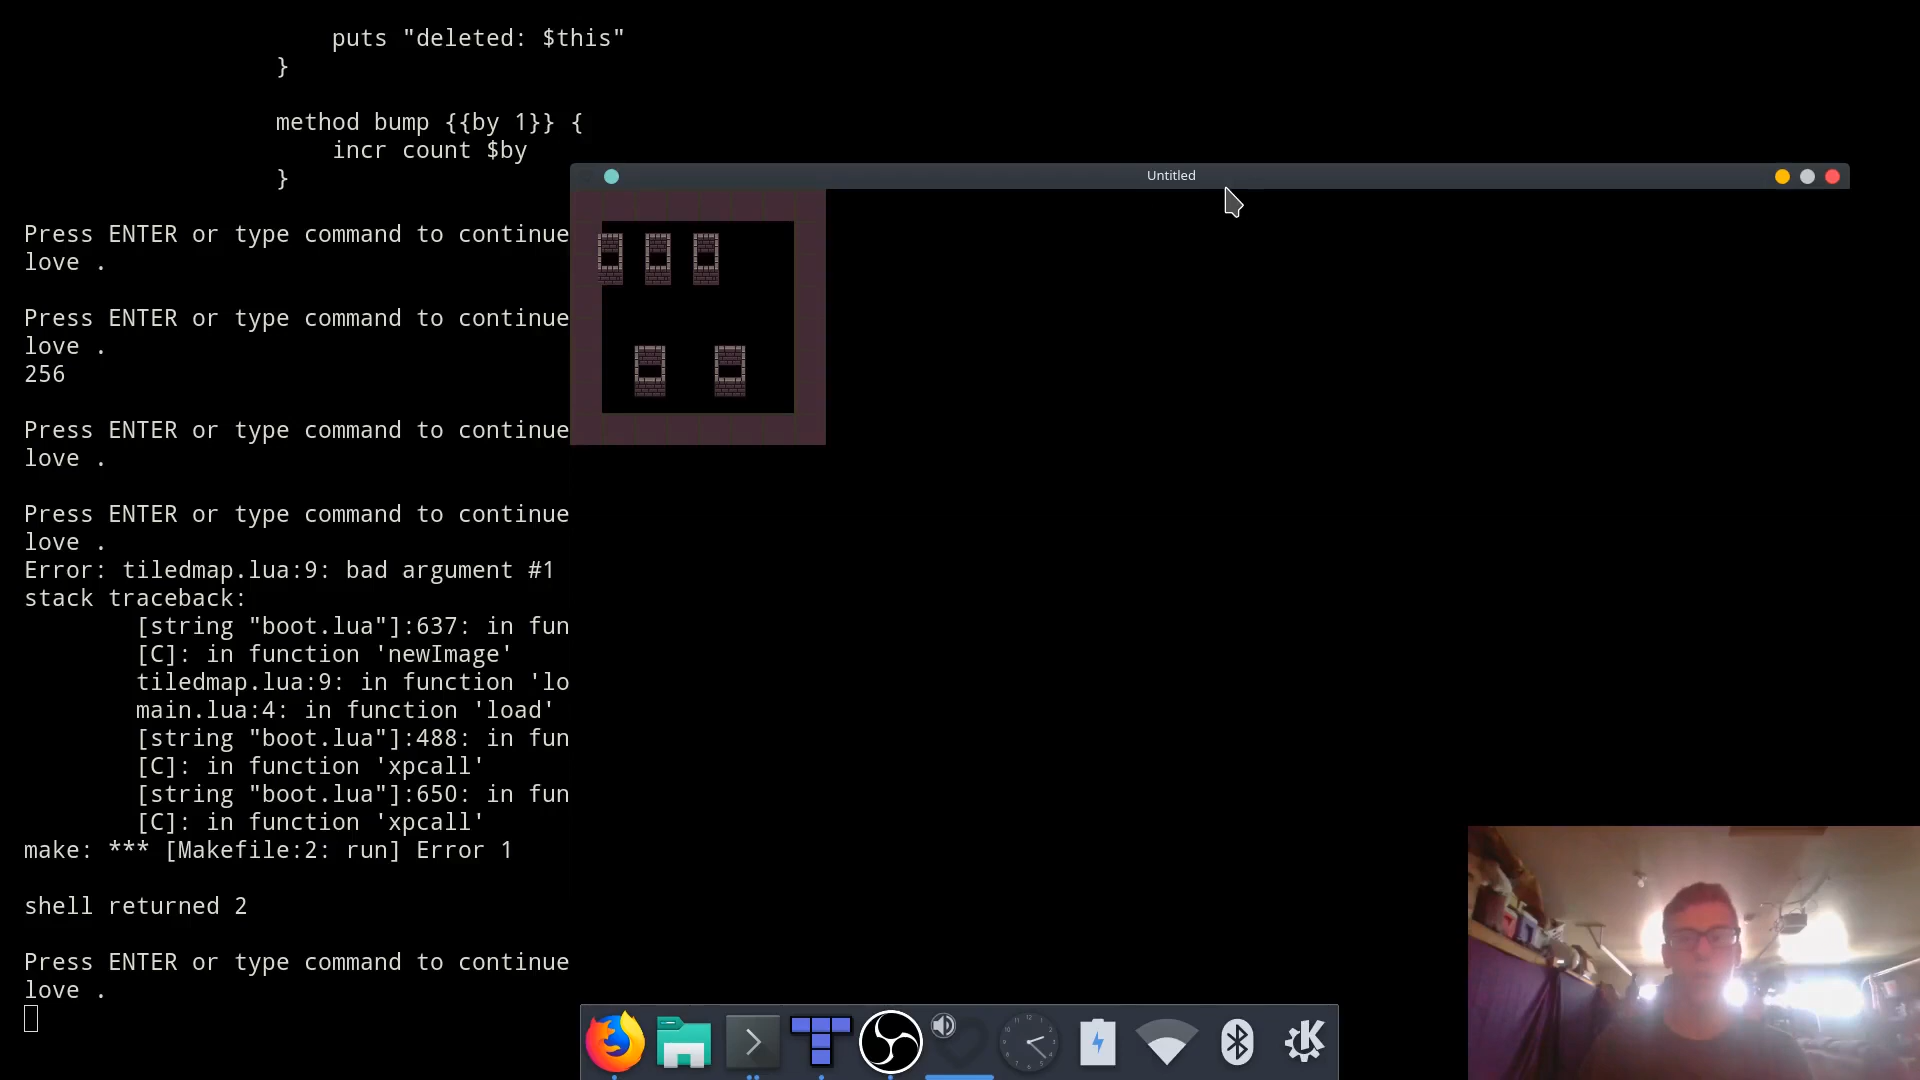 puts "deleted: $this"
}
method bump {{by 1}} {
incr count $by
}
Untitled
Press ENTER or type command to continue
love .
Press ENTER or type command to continue
love .
256
Press ENTER or type command to continue
love .
Press ENTER or type command to continue
love .
Error: tiledmap.lua:9: bad argument #1
stack traceback:
[string "boot.lua"]:637: in fun
[C]: in function 'newImage'
tiledmap.lua:9: in function 'lo
main.lua:4: in function 'load'
[string "boot.lua"]:488: in fun
[C]: in function 'xpcall'
[string "boot.lua"]:650: in fun
[C]: in function 'xpcall'
make: *** [Makefile:2: run] Error 1
shell returned 2
Press ENTER or type command to continue
love .